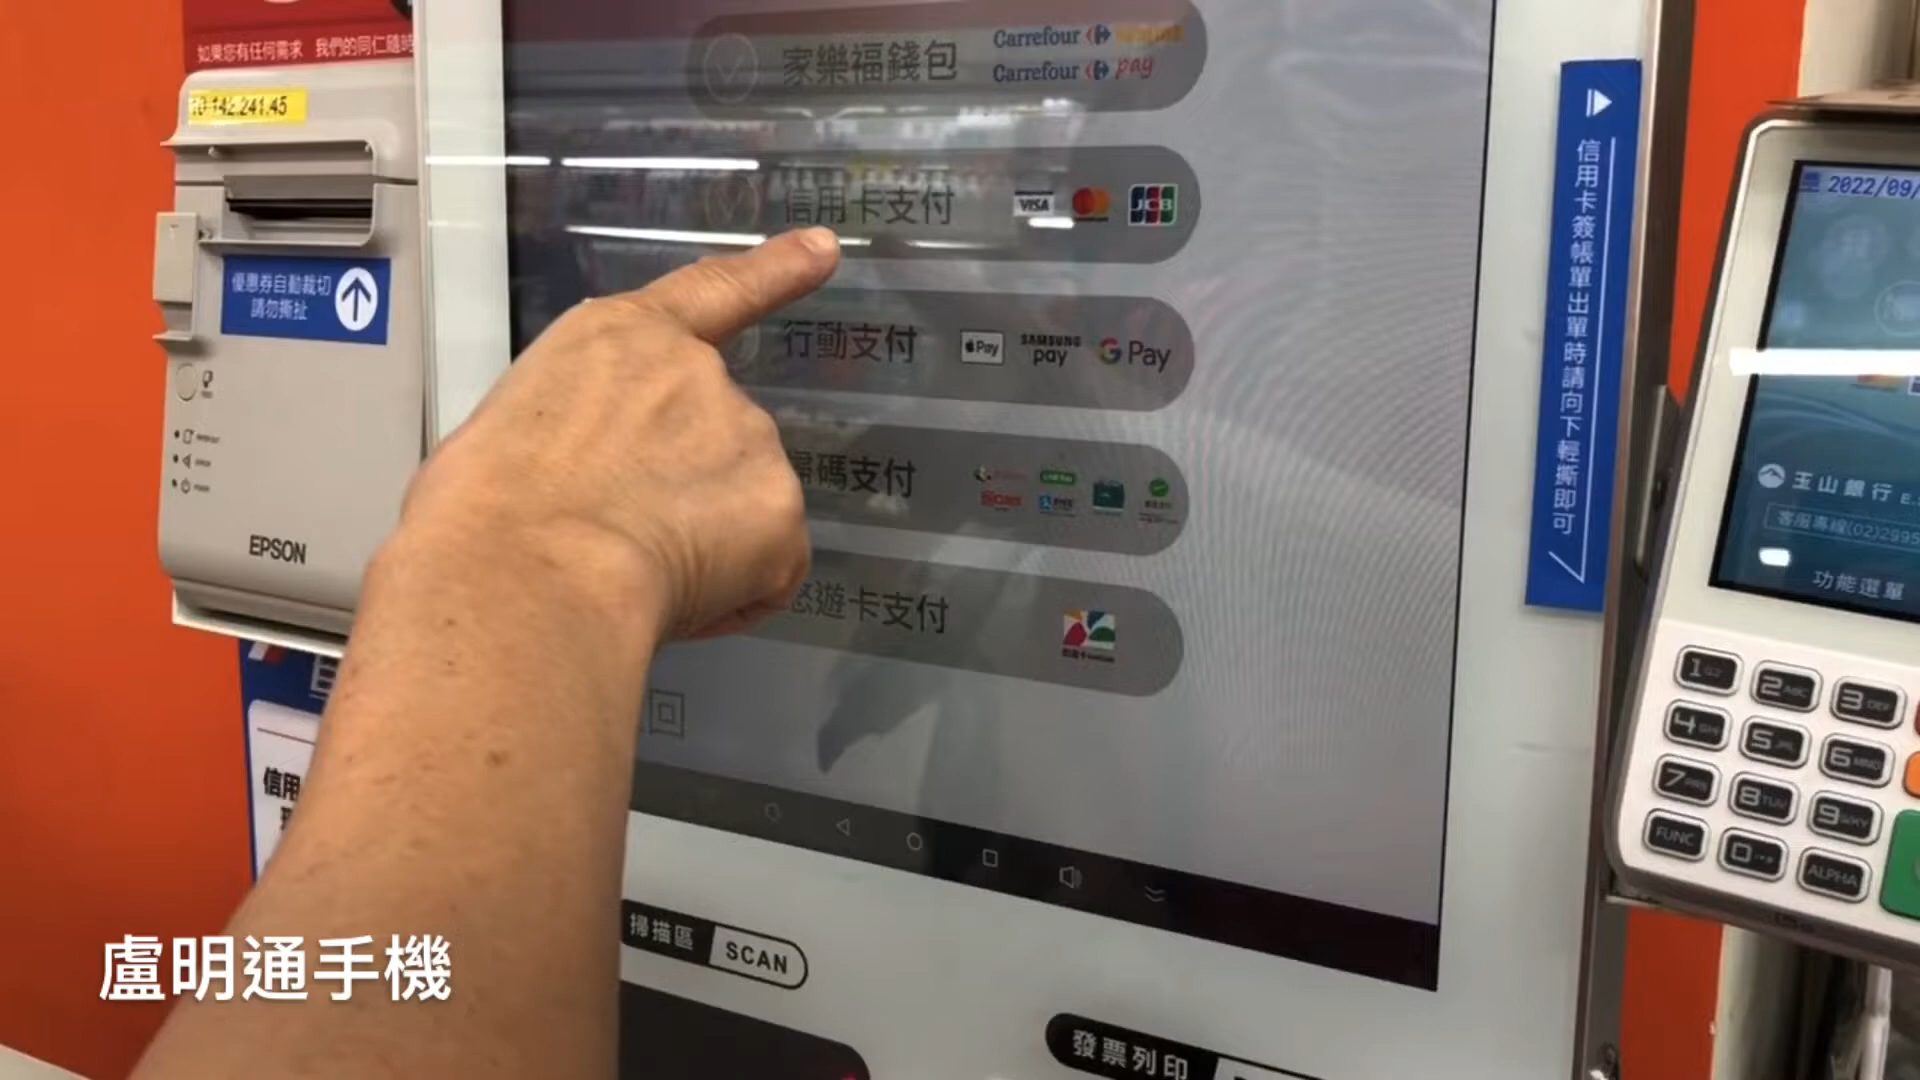 如果您有任何需求 我們的同仁隨時
優惠券自動裁切
請勿撕扯
EPSON
信用
家樂福錢包
Carrefour
Carrefour pay
信用卡支付
VISA
JCB
行動支付
Pay
SAMSUNG
pay
G Pay
掃碼支付
悠遊卡支付
掃描區 SCAN
發票列印
信用卡簽帳單出單時請向下輕撕即可
2022/09/
玉山銀行 E.
客服專線(02)2995
功能選單
1
2 ABC
3 DEF
4 GHI
5 JKL
6 MNO
7 PRS
8 TUV
9 WXY
FUNC
0
ALPHA
盧明通手機